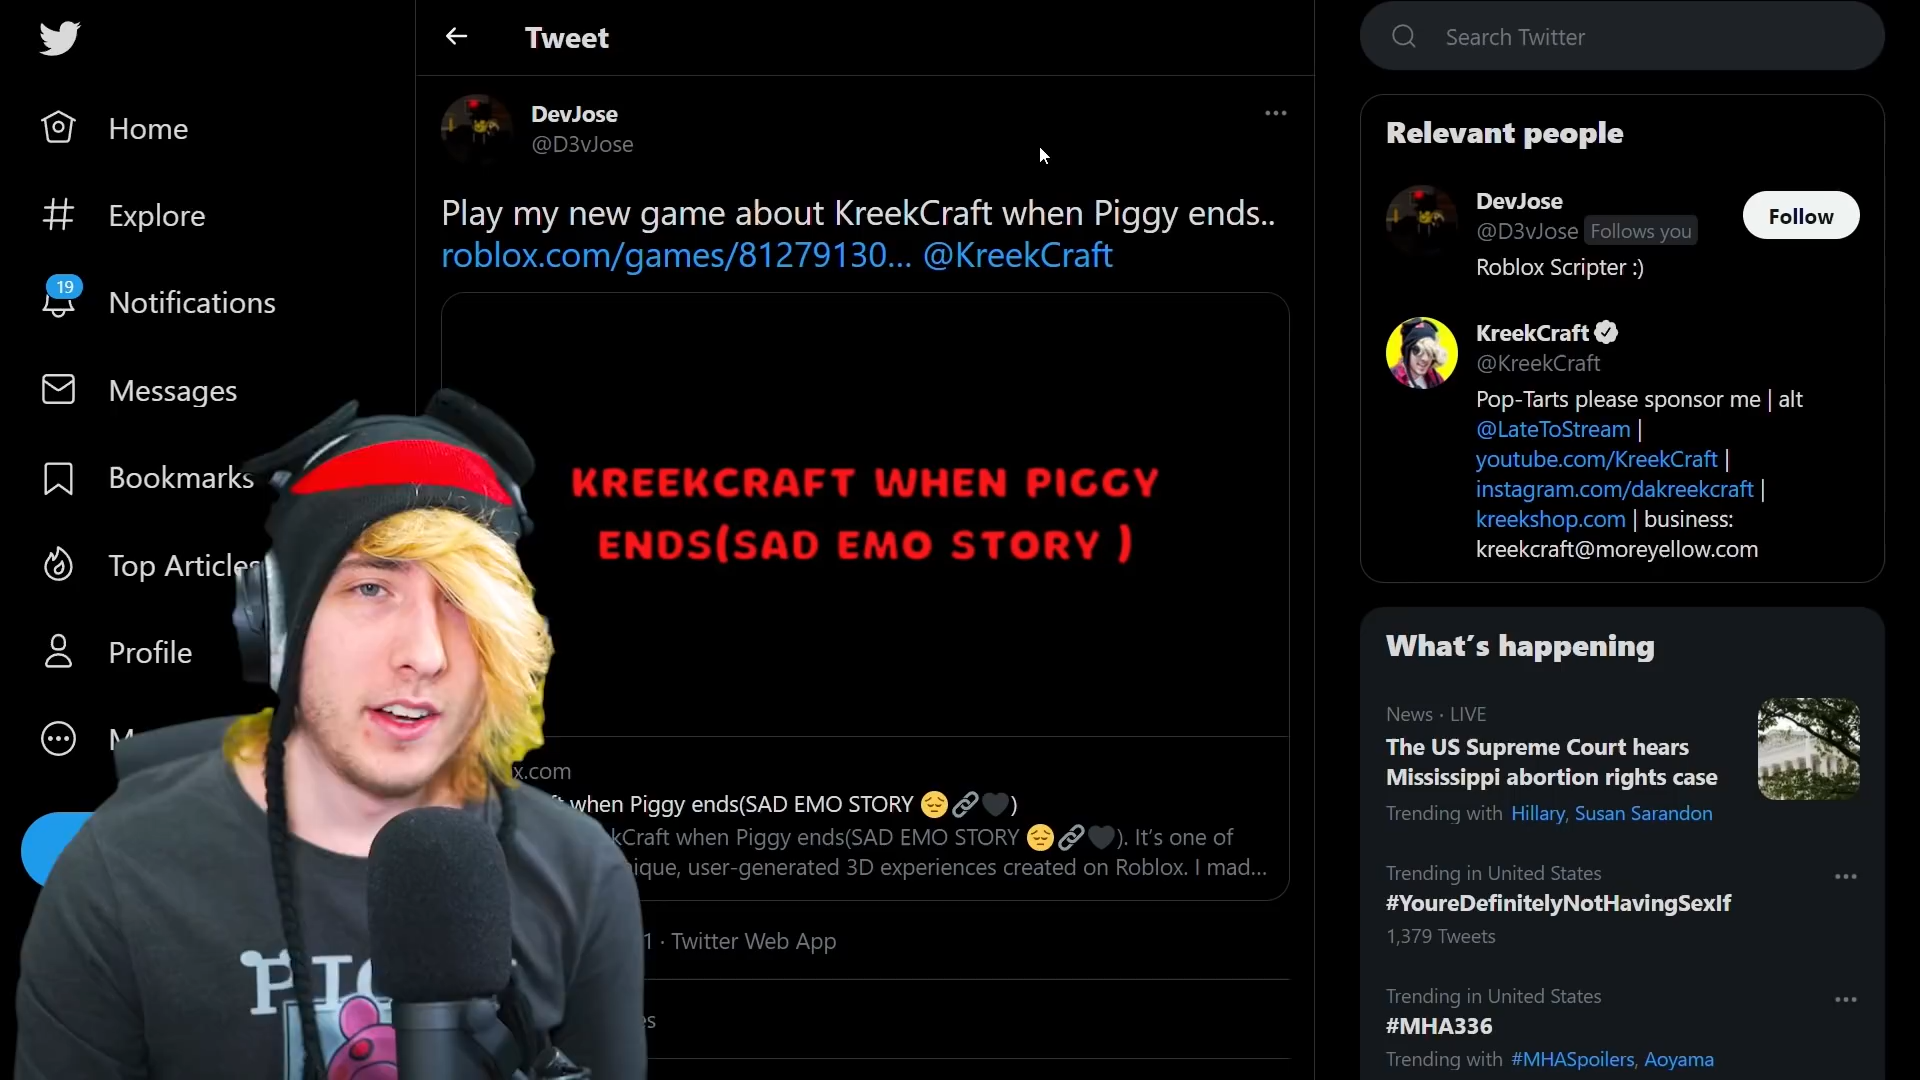 Home
Explore
19
Notifications
Messages
Bookmarks
Top Articles
Profile
Tweet
DevJose
@D3vJose
Play my new game about KreekCraft when Piggy ends..
roblox.com/games/81279130... @KreekCraft
KREEKCRAFT WHEN PIGGY
ENDS(SAD EMO STORY )
x.com
when Piggy ends(SAD EMO STORY 😔🔗🖤)
kCraft when Piggy ends(SAD EMO STORY 😔🔗🖤). It's one of
ique, user-generated 3D experiences created on Roblox. I mad...
1 · Twitter Web App
Search Twitter
Relevant people
DevJose
@D3vJose Follows you
Follow
Roblox Scripter :)
KreekCraft
@KreekCraft
Pop-Tarts please sponsor me | alt
@LateToStream |
youtube.com/KreekCraft |
instagram.com/dakreekcraft |
kreekshop.com | business:
kreekcraft@moreyellow.com
What's happening
News · LIVE
The US Supreme Court hears
Mississippi abortion rights case
Trending with Hillary, Susan Sarandon
Trending in United States
#YoureDefinitelyNotHavingSexIf
1,379 Tweets
Trending in United States
#MHA336
Trending with #MHASpoilers, Aoyama